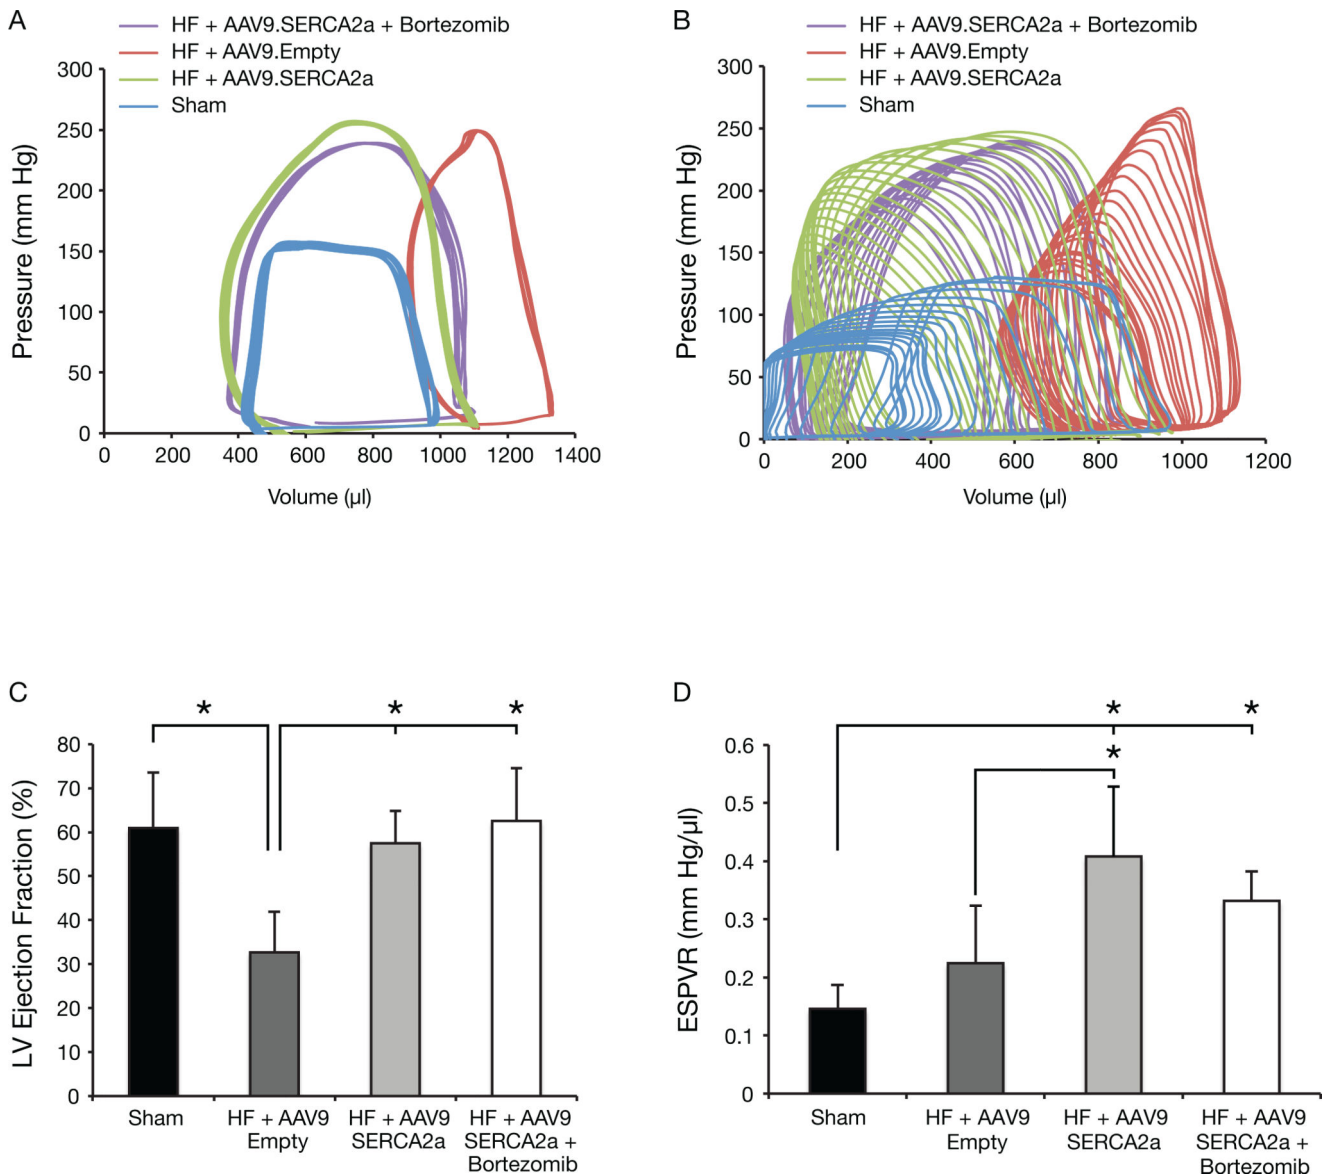 A
HF + AAV9.SERCA2a + Bortezomib
HF + AAV9.Empty
HF + AAV9.SERCA2a
Sham
300
250
200
150
100
50
0
Pressure (mm Hg)
0 200 400 600 800 1000 1200 1400
Volume (µl)
B
HF + AAV9.SERCA2a + Bortezomib
HF + AAV9.Empty
HF + AAV9.SERCA2a
Sham
300
250
200
150
100
50
0
Pressure (mm Hg)
0 200 400 600 800 1000 1200
Volume (µl)
C
* * *
80
70
60
50
40
30
20
10
0
LV Ejection Fraction (%)
Sham
HF + AAV9
Empty
HF + AAV9
SERCA2a
HF + AAV9
SERCA2a +
Bortezomib
D
* *
*
0.6
0.5
0.4
0.3
0.2
0.1
0
ESPVR (mm Hg/µl)
Sham
HF + AAV9
Empty
HF + AAV9
SERCA2a
HF + AAV9
SERCA2a +
Bortezomib